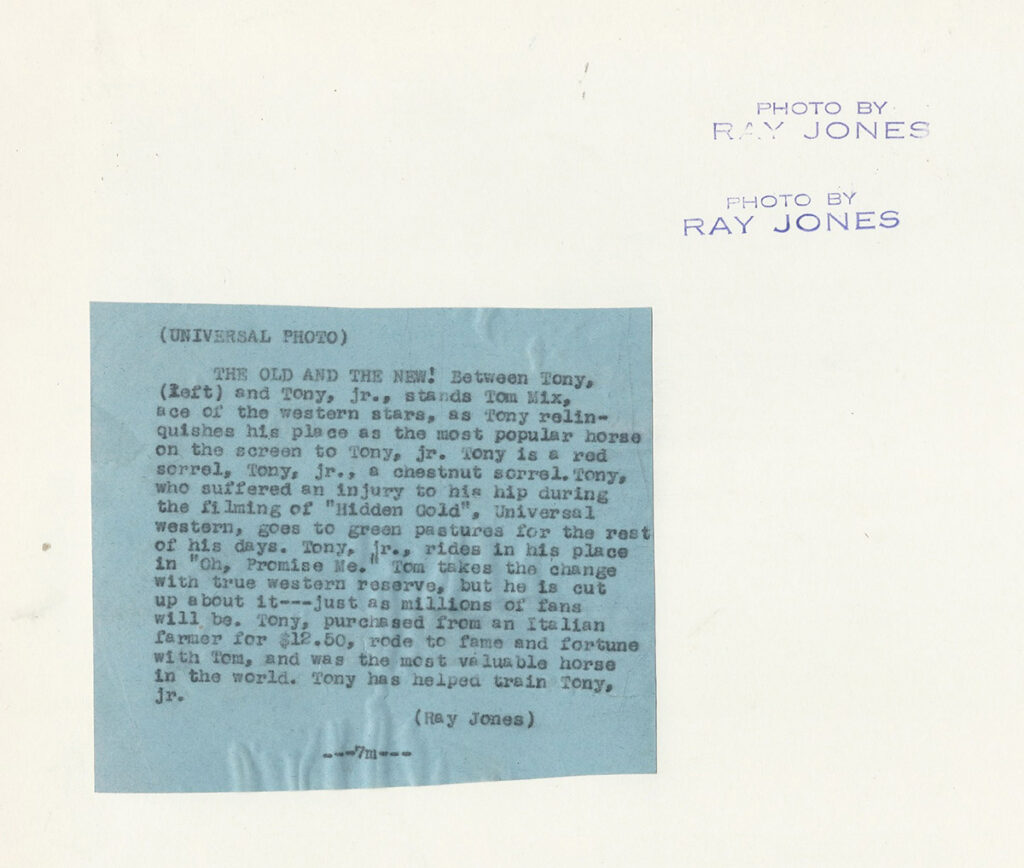 PHOTO BY
RAY JONES
PHOTO BY
RAY JONES
(UNIVERSAL PHOTO)
THE OLD AND THE NEW! Between Tony,
(left) and Tony, jr., stands Tom Mix,
ace of the western stars, as Tony relin-
quishes his place as the most popular horse
on the screen to Tony, jr. Tony is a red
sorrel, Tony, jr., a chestnut sorrel.Tony,
who suffered an injury to his hip during
the filming of "Hidden Gold", Universal
western, goes to green pastures for the rest
of his days. Tony, jr., rides in his place
in "Oh, Promise Me." Tom takes the change
with true western reserve, but he is cut
up about it---just as millions of fans
will be. Tony, purchased from an Italian
farmer for $12.50, rode to fame and fortune
with Tom, and was the most valuable horse
in the world. Tony has helped train Tony,
jr.
(Ray Jones)
---7m---